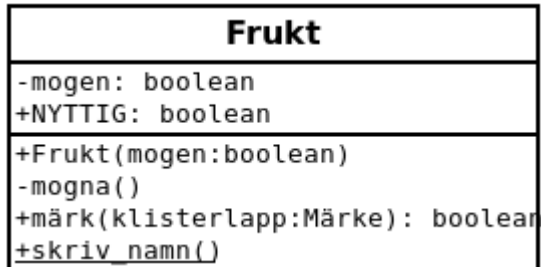 Frukt
-mogen: boolean
+NYTTIG: boolean
+Frukt(mogen:boolean)
-mogna()
+märk(klisterlapp:Märke): boolean
+skriv_namn()